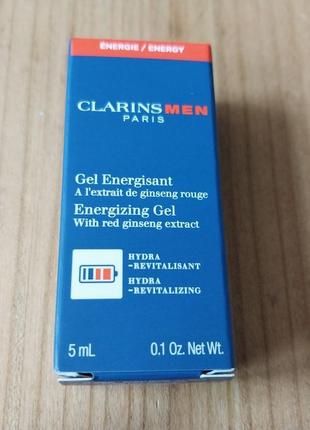 ÉNERGIE / ENERGY
CLARINSMEN
PARIS
Gel Energisant
A l'extrait de ginseng rouge
Energizing Gel
With red ginseng extract
HYDRA
-REVITALISANT
HYDRA
-REVITALIZING
5 mL 0.1 Oz. Net Wt.